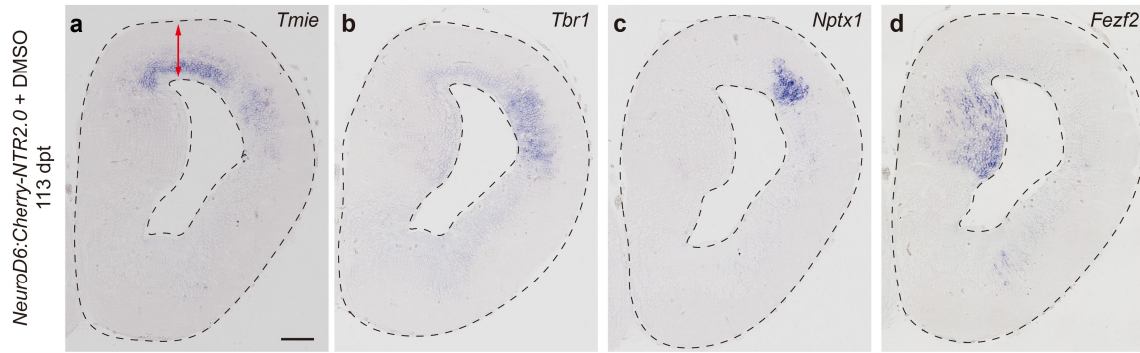 NeuroD6:Cherry-NTR2.0 + DMSO
113 dpt
a
Tmie
b
Tbr1
c
Nptx1
d
Fezf2